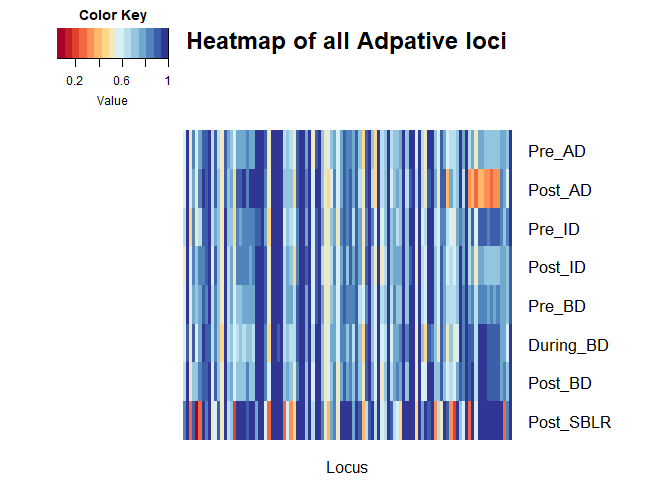 Color Key
Heatmap of all Adpative loci
0.2 0.6 1
Value
Pre_AD
Post_AD
Pre_ID
Post_ID
Pre_BD
During_BD
Post_BD
Post_SBLR
Locus